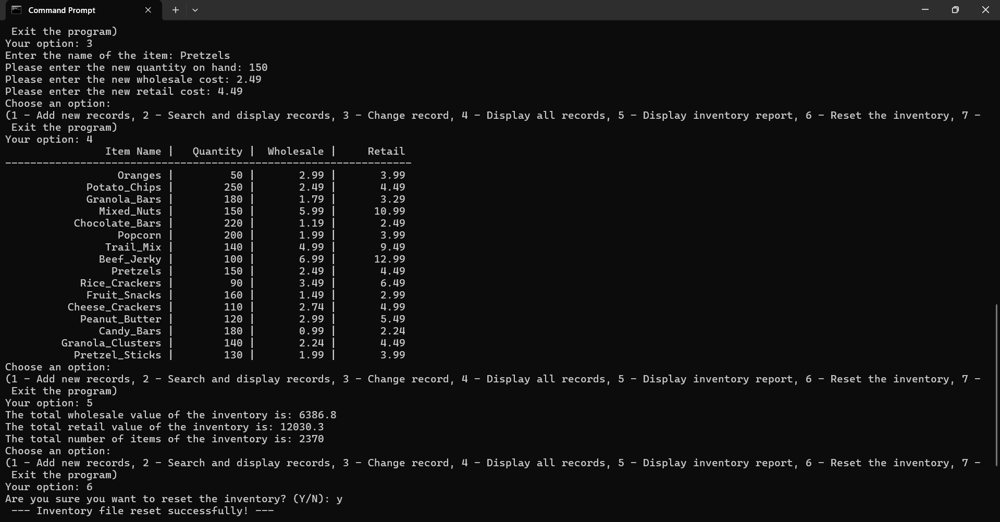 Command Prompt
 Exit the program)
Your option: 3
Enter the name of the item: Pretzels
Please enter the new quantity on hand: 150
Please enter the new wholesale cost: 2.49
Please enter the new retail cost: 4.49
Choose an option:
(1 - Add new records, 2 - Search and display records, 3 - Change record, 4 - Display all records, 5 - Display inventory report, 6 - Reset the inventory, 7 -
 Exit the program)
Your option: 4
                Item Name |   Quantity |  Wholesale |     Retail
-----------------------------------------------------------------
                  Oranges |         50 |       2.99 |       3.99
             Potato_Chips |        250 |       2.49 |       4.49
             Granola_Bars |        180 |       1.79 |       3.29
               Mixed_Nuts |        150 |       5.99 |      10.99
           Chocolate_Bars |        220 |       1.19 |       2.49
                  Popcorn |        200 |       1.99 |       3.99
                Trail_Mix |        140 |       4.99 |       9.49
               Beef_Jerky |        100 |       6.99 |      12.99
                 Pretzels |        150 |       2.49 |       4.49
            Rice_Crackers |         90 |       3.49 |       6.49
             Fruit_Snacks |        160 |       1.49 |       2.99
          Cheese_Crackers |        110 |       2.74 |       4.99
            Peanut_Butter |        120 |       2.99 |       5.49
               Candy_Bars |        180 |       0.99 |       2.24
         Granola_Clusters |        140 |       2.24 |       4.49
           Pretzel_Sticks |        130 |       1.99 |       3.99
Choose an option:
(1 - Add new records, 2 - Search and display records, 3 - Change record, 4 - Display all records, 5 - Display inventory report, 6 - Reset the inventory, 7 -
 Exit the program)
Your option: 5
The total wholesale value of the inventory is: 6386.8
The total retail value of the inventory is: 12030.3
The total number of items of the inventory is: 2370
Choose an option:
(1 - Add new records, 2 - Search and display records, 3 - Change record, 4 - Display all records, 5 - Display inventory report, 6 - Reset the inventory, 7 -
 Exit the program)
Your option: 6
Are you sure you want to reset the inventory? (Y/N): y
 --- Inventory file reset successfully! ---